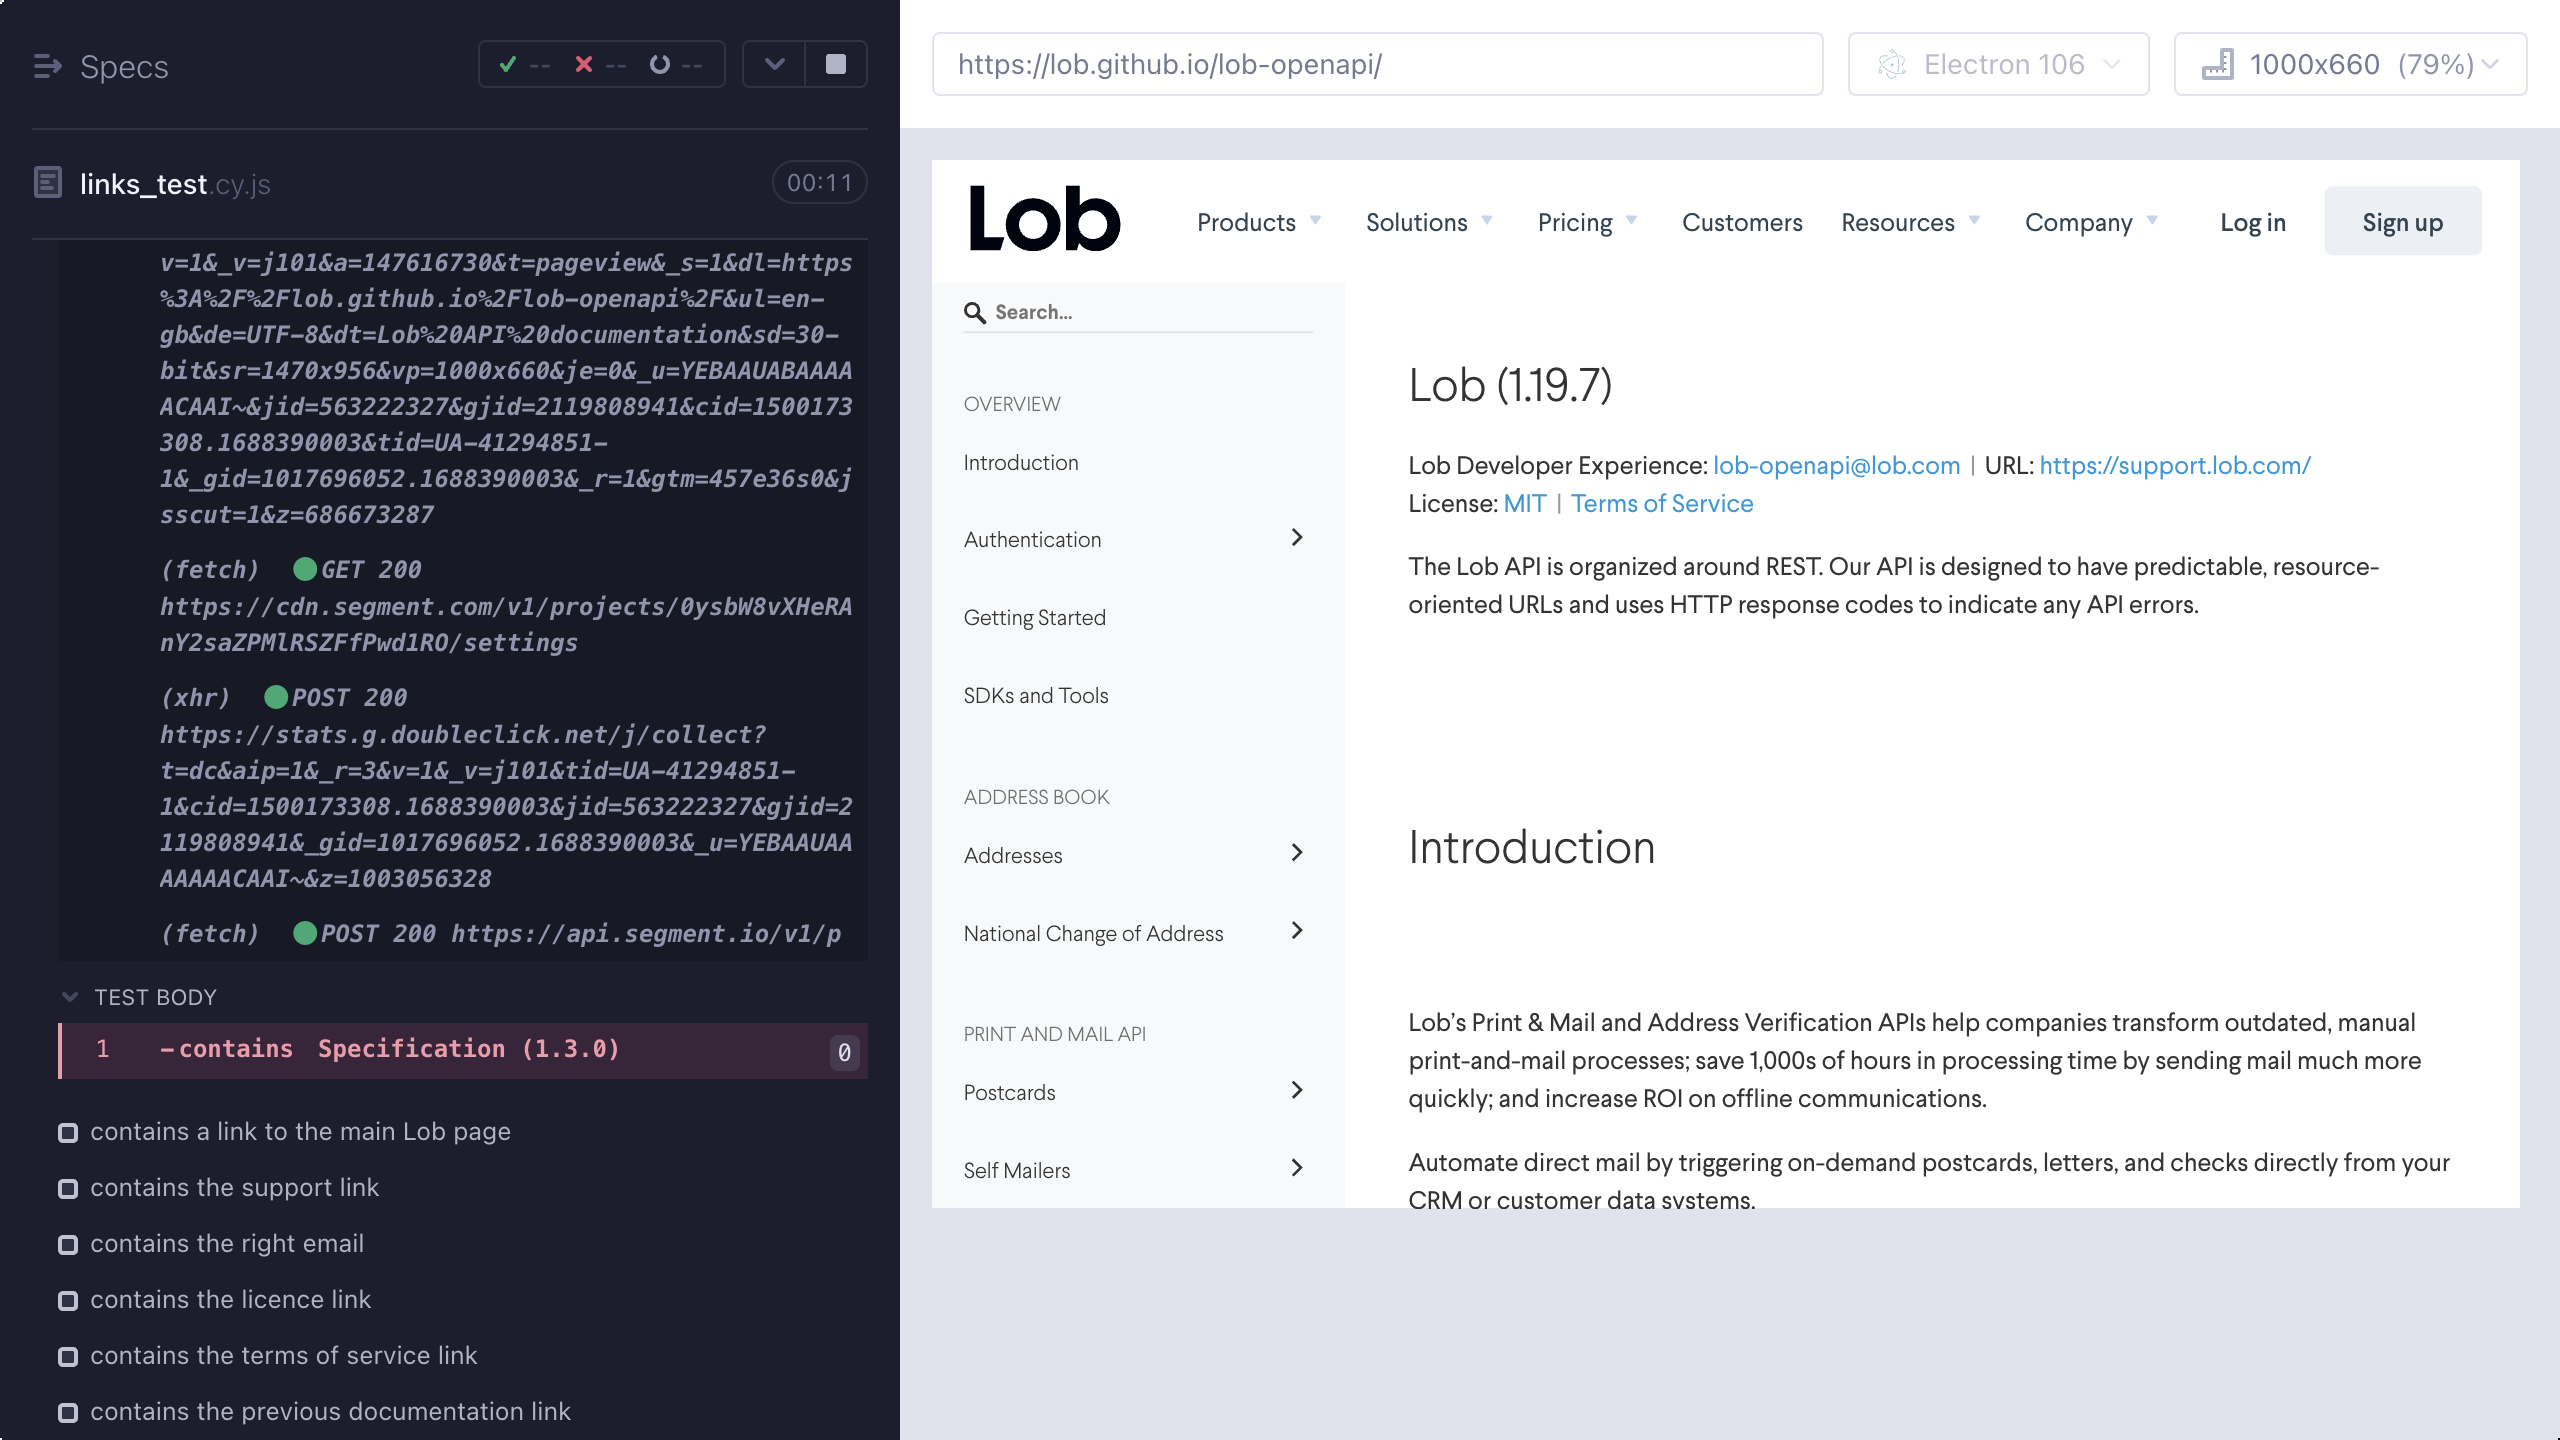 Specs
--
--
--
links_test.cy.js
00:11
v=1&_v=j101&a=147616730&t=pageview&_s=1&dl=https
%3A%2F%2Flob.github.io%2Flob-openapi%2F&ul=en-
gb&de=UTF-8&dt=Lob%20API%20documentation&sd=30-
bit&sr=1470x956&vp=1000x660&je=0&_u=YEBAAUABAAAA
ACAAI~&jid=563222327&gjid=2119808941&cid=1500173
308.1688390003&tid=UA-41294851-
1&_gid=1017696052.1688390003&_r=1&gtm=457e36s0&j
sscut=1&z=686673287
(fetch) GET 200
https://cdn.segment.com/v1/projects/0ysbW8vXHeRA
nY2saZPMlRSZFfPwd1RO/settings
(xhr) POST 200
https://stats.g.doubleclick.net/j/collect?
t=dc&aip=1&_r=3&v=1&_v=j101&tid=UA-41294851-
1&cid=1500173308.1688390003&jid=563222327&gjid=2
119808941&_gid=1017696052.1688390003&_u=YEBAAUAA
AAAAACAAI~&z=1003056328
(fetch) POST 200 https://api.segment.io/v1/p
TEST BODY
1 -contains Specification (1.3.0) 0
contains a link to the main Lob page
contains the support link
contains the right email
contains the licence link
contains the terms of service link
contains the previous documentation link
https://lob.github.io/lob-openapi/
Electron 106
1000x660 (79%)
Lob
Products
Solutions
Pricing
Customers
Resources
Company
Log in
Sign up
Search...
OVERVIEW
Introduction
Authentication
Getting Started
SDKs and Tools
ADDRESS BOOK
Addresses
National Change of Address
PRINT AND MAIL API
Postcards
Self Mailers
Lob (1.19.7)
Lob Developer Experience: lob-openapi@lob.com | URL: https://support.lob.com/
License: MIT | Terms of Service
The Lob API is organized around REST. Our API is designed to have predictable, resource-
oriented URLs and uses HTTP response codes to indicate any API errors.
Introduction
Lob's Print & Mail and Address Verification APIs help companies transform outdated, manual
print-and-mail processes; save 1,000s of hours in processing time by sending mail much more
quickly; and increase ROI on offline communications.
Automate direct mail by triggering on-demand postcards, letters, and checks directly from your
CRM or customer data systems.